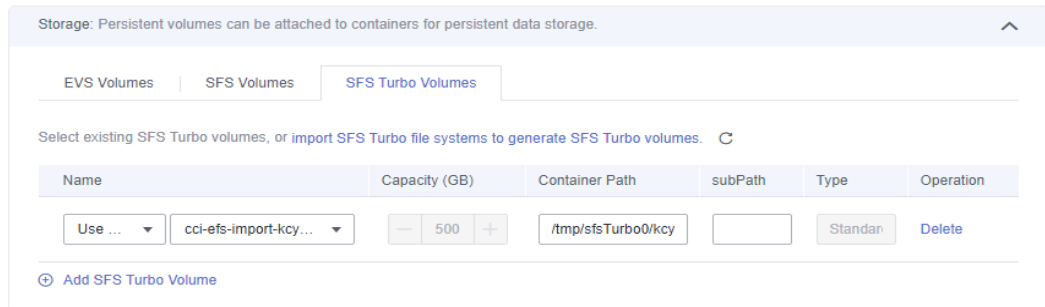 Storage: Persistent volumes can be attached to containers for persistent data storage.
EVS Volumes SFS Volumes SFS Turbo Volumes
Select existing SFS Turbo volumes, or import SFS Turbo file systems to generate SFS Turbo volumes.
Name Capacity (GB) Container Path subPath Type Operation
Use ... cci-efs-import-kcy... 500 /tmp/sfsTurbo0/kcy Standar Delete
Add SFS Turbo Volume